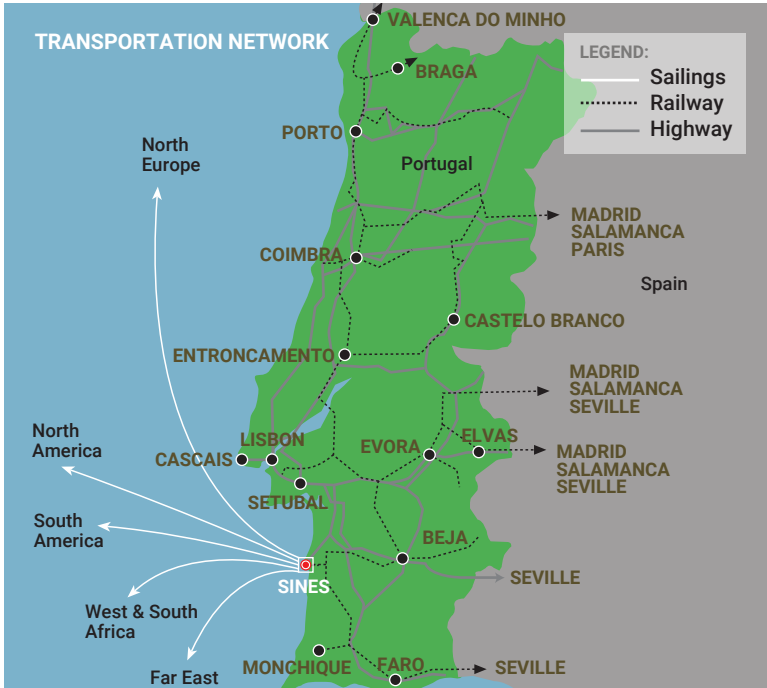 VALENCA DO MINHO
TRANSPORTATION NETWORK
LEGEND:
Sailings
Railway
Highway
BRAGA
PORTO
North
Europe
Portugal
MADRID
SALAMANCA
PARIS
COIMBRA
Spain
CASTELO BRANCO
ENTRONCAMENTO
MADRID
SALAMANCA
SEVILLE
North
America
LISBON
CASCAIS
EVORA
ELVAS
MADRID
SALAMANCA
SEVILLE
SETUBAL
South
America
BEJA
SINES
SEVILLE
West & South
Africa
MONCHIQUE
FARO
SEVILLE
Far East